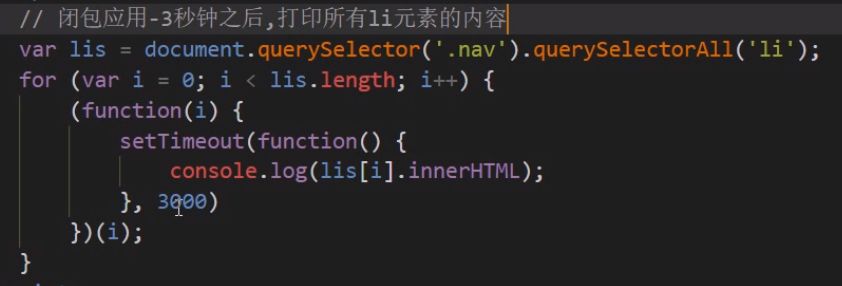 // 闭包应用-3秒钟之后,打印所有li元素的内容
var lis = document.querySelector('.nav').querySelectorAll('li');
for (var i = 0; i < lis.length; i++) {
    (function(i) {
        setTimeout(function() {
            console.log(lis[i].innerHTML);
        }, 3000)
    })(i);
}